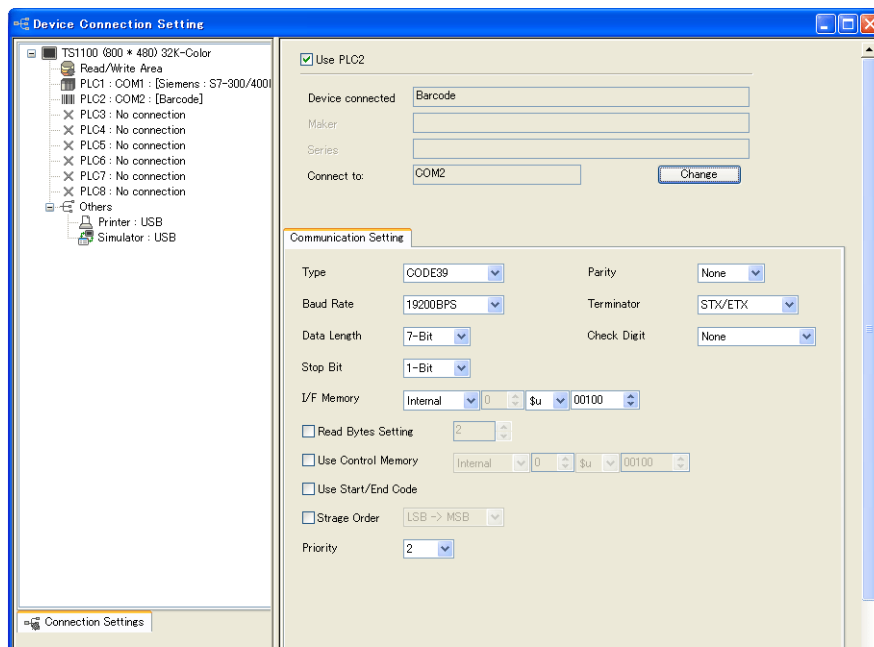 Device Connection Setting
TS1100 (800 * 480) 32K-Color
Read/Write Area
PLC1 : COM1 : [Siemens : S7-300/400
PLC2 : COM2 : [Barcode]
PLC3 : No connection
PLC4 : No connection
PLC5 : No connection
PLC6 : No connection
PLC7 : No connection
PLC8 : No connection
Others
Printer : USB
Simulator : USB
Connection Settings
Use PLC2
Device connected Barcode
Maker
Series
Connect to: COM2 Change
Communication Setting
Type CODE39 Parity None
Baud Rate 19200BPS Terminator STX/ETX
Data Length 7-Bit Check Digit None
Stop Bit 1-Bit
I/F Memory Internal 0 $u 00100
Read Bytes Setting 2
Use Control Memory Internal 0 $u 00100
Use Start/End Code
Strage Order LSB -> MSB
Priority 2